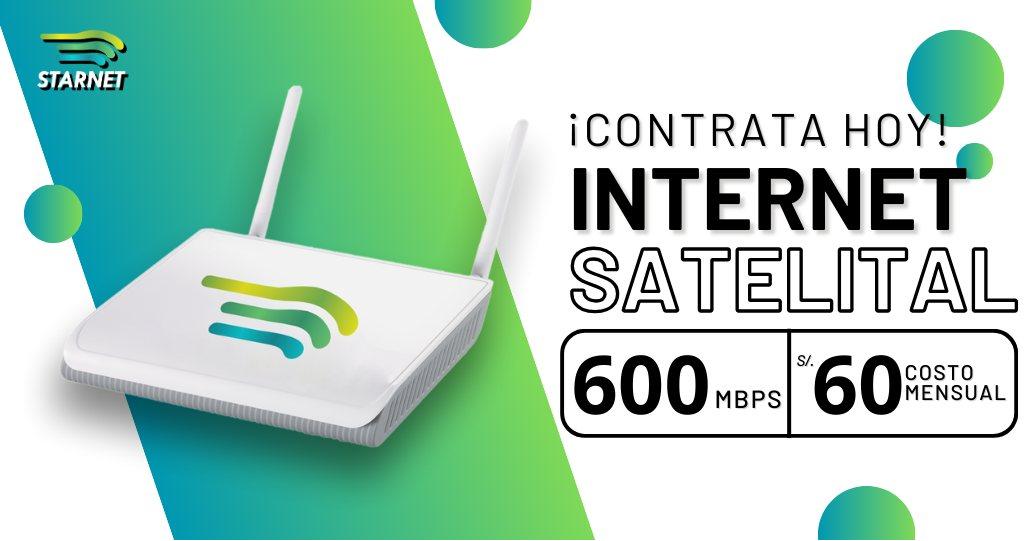 STARNET
¡CONTRATA HOY!
INTERNET
SATELITAL
600 MBPS
S/. 60 COSTO MENSUAL